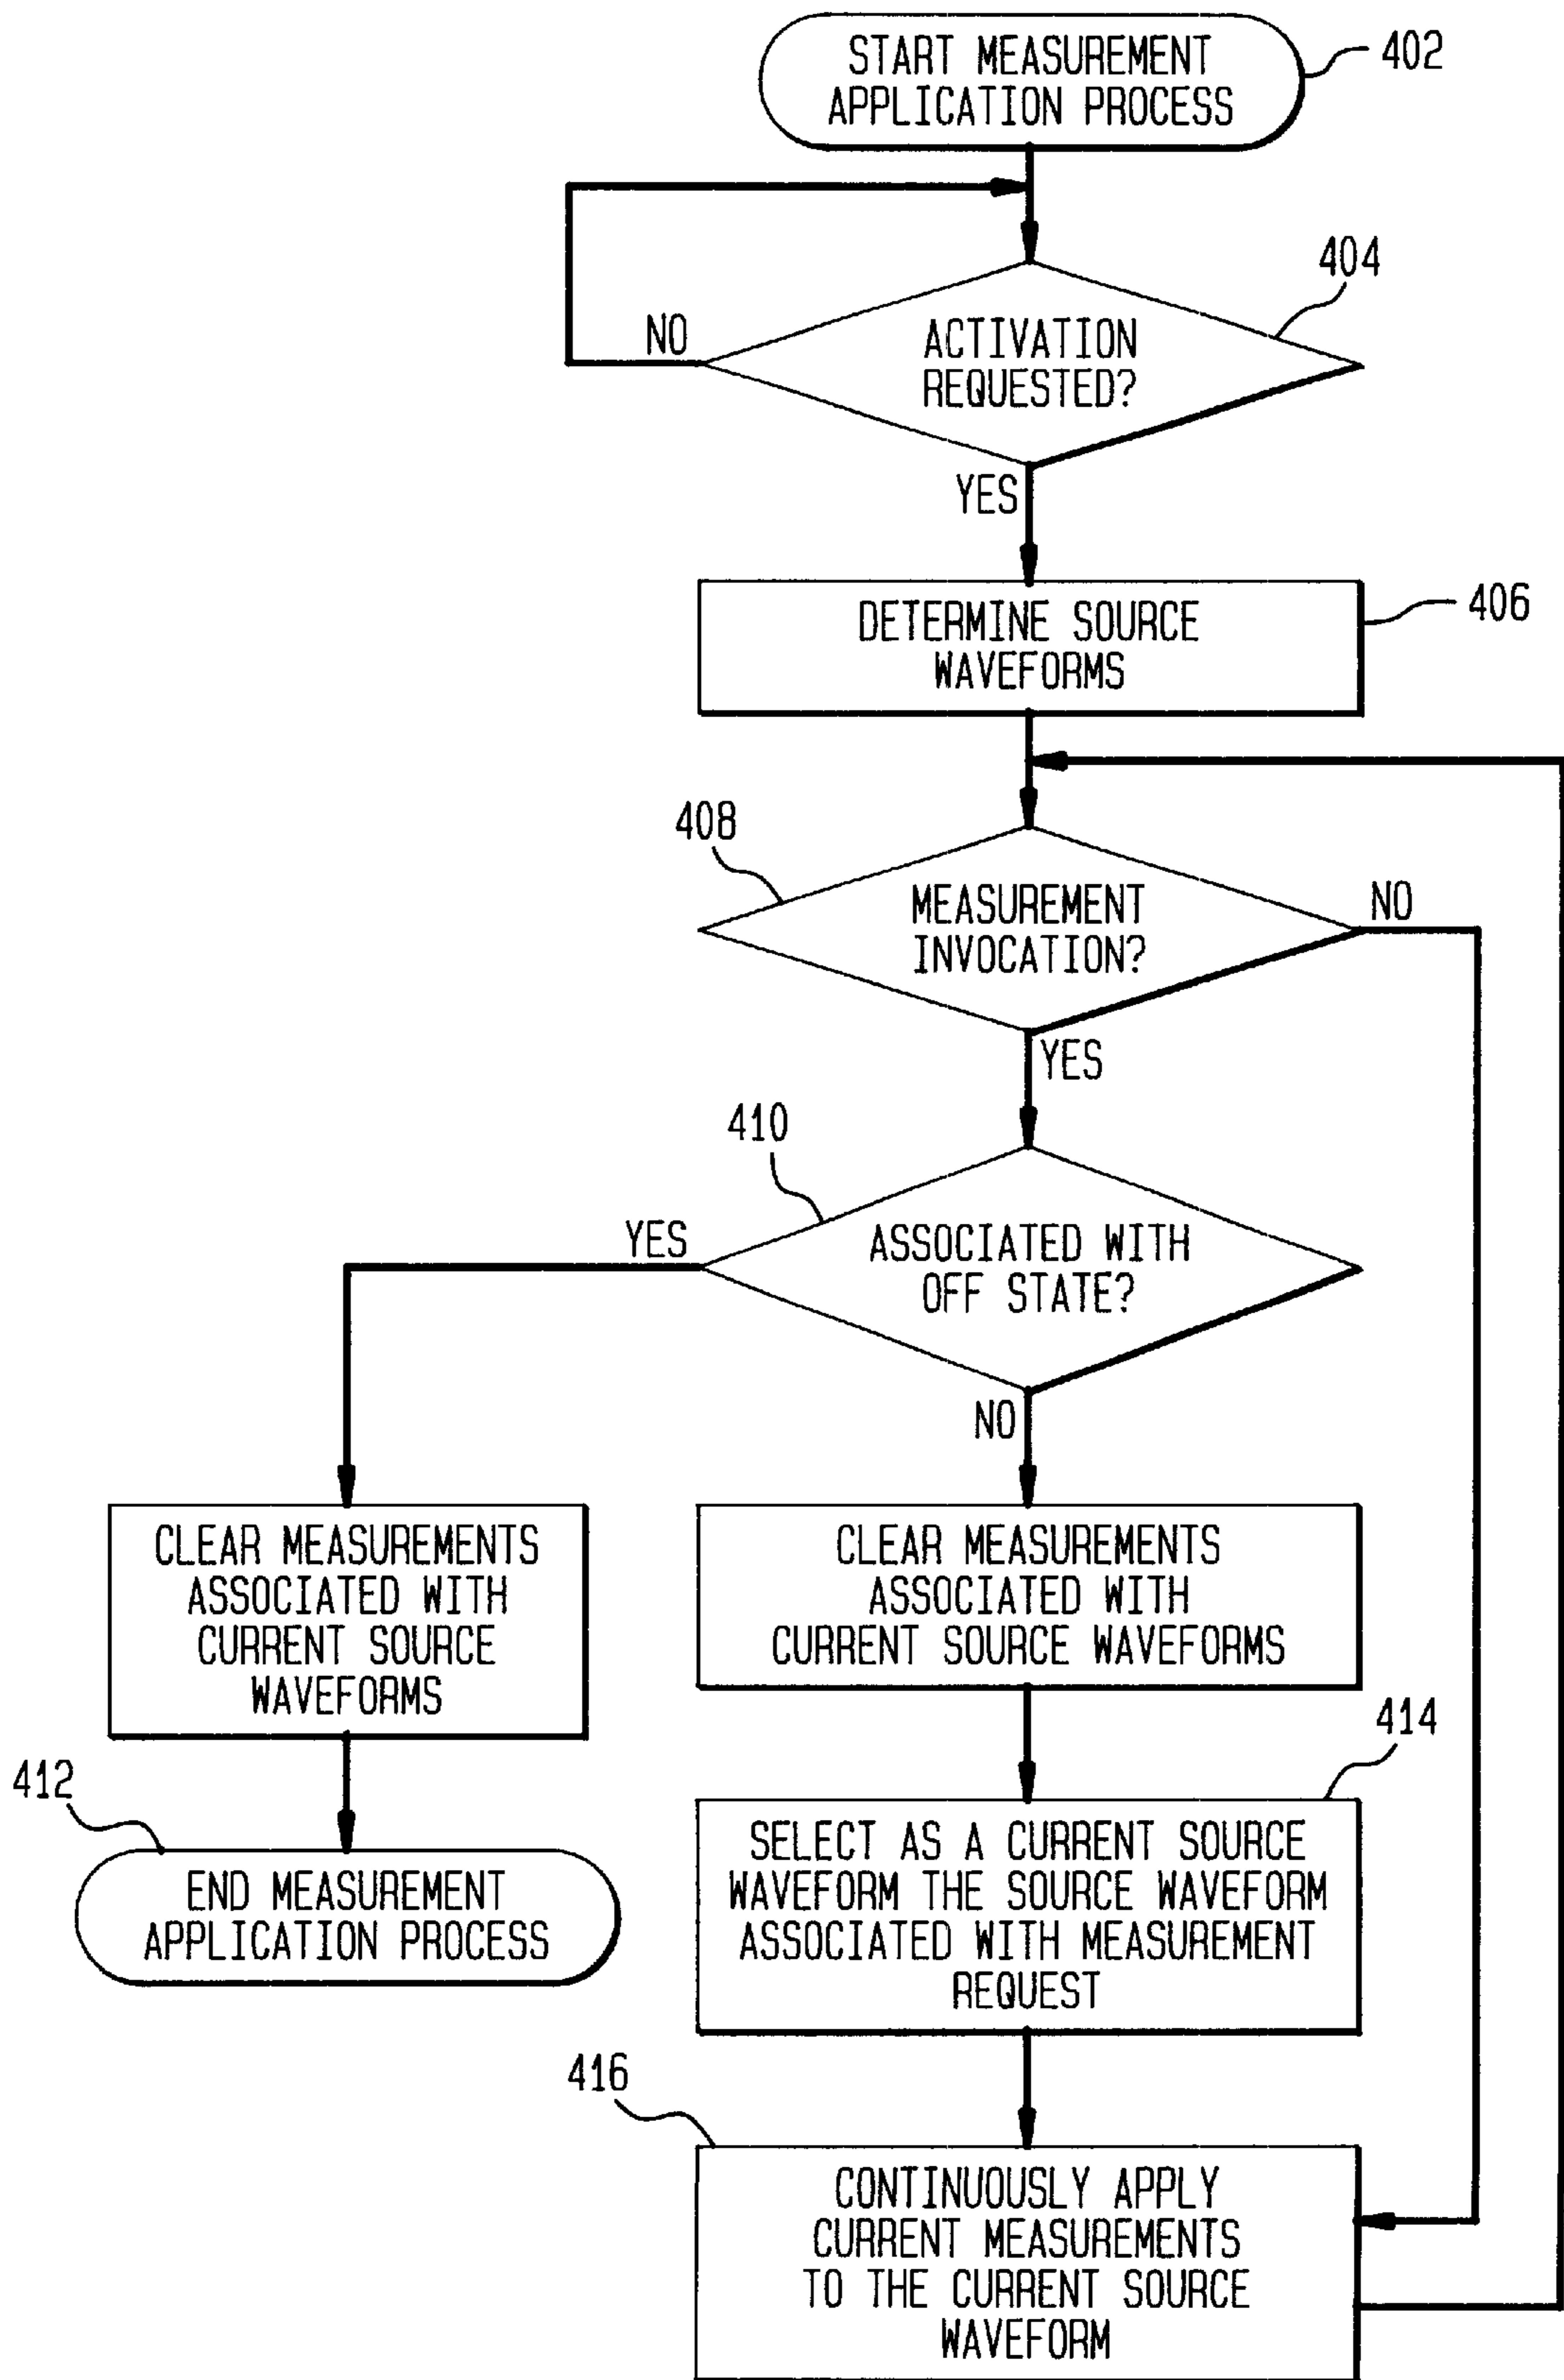 START MEASUREMENT
APPLICATION PROCESS
402
404
NO
ACTIVATION
REQUESTED?
YES
DETERMINE SOURCE
WAVEFORMS
406
408
MEASUREMENT
INVOCATION?
NO
YES
410
YES
ASSOCIATED WITH
OFF STATE?
NO
CLEAR MEASUREMENTS
ASSOCIATED WITH
CURRENT SOURCE
WAVEFORMS
CLEAR MEASUREMENTS
ASSOCIATED WITH
CURRENT SOURCE WAVEFORMS
412
END MEASUREMENT
APPLICATION PROCESS
414
SELECT AS A CURRENT SOURCE
WAVEFORM THE SOURCE WAVEFORM
ASSOCIATED WITH MEASUREMENT
REQUEST
416
CONTINUOUSLY APPLY
CURRENT MEASUREMENTS
TO THE CURRENT SOURCE
WAVEFORM